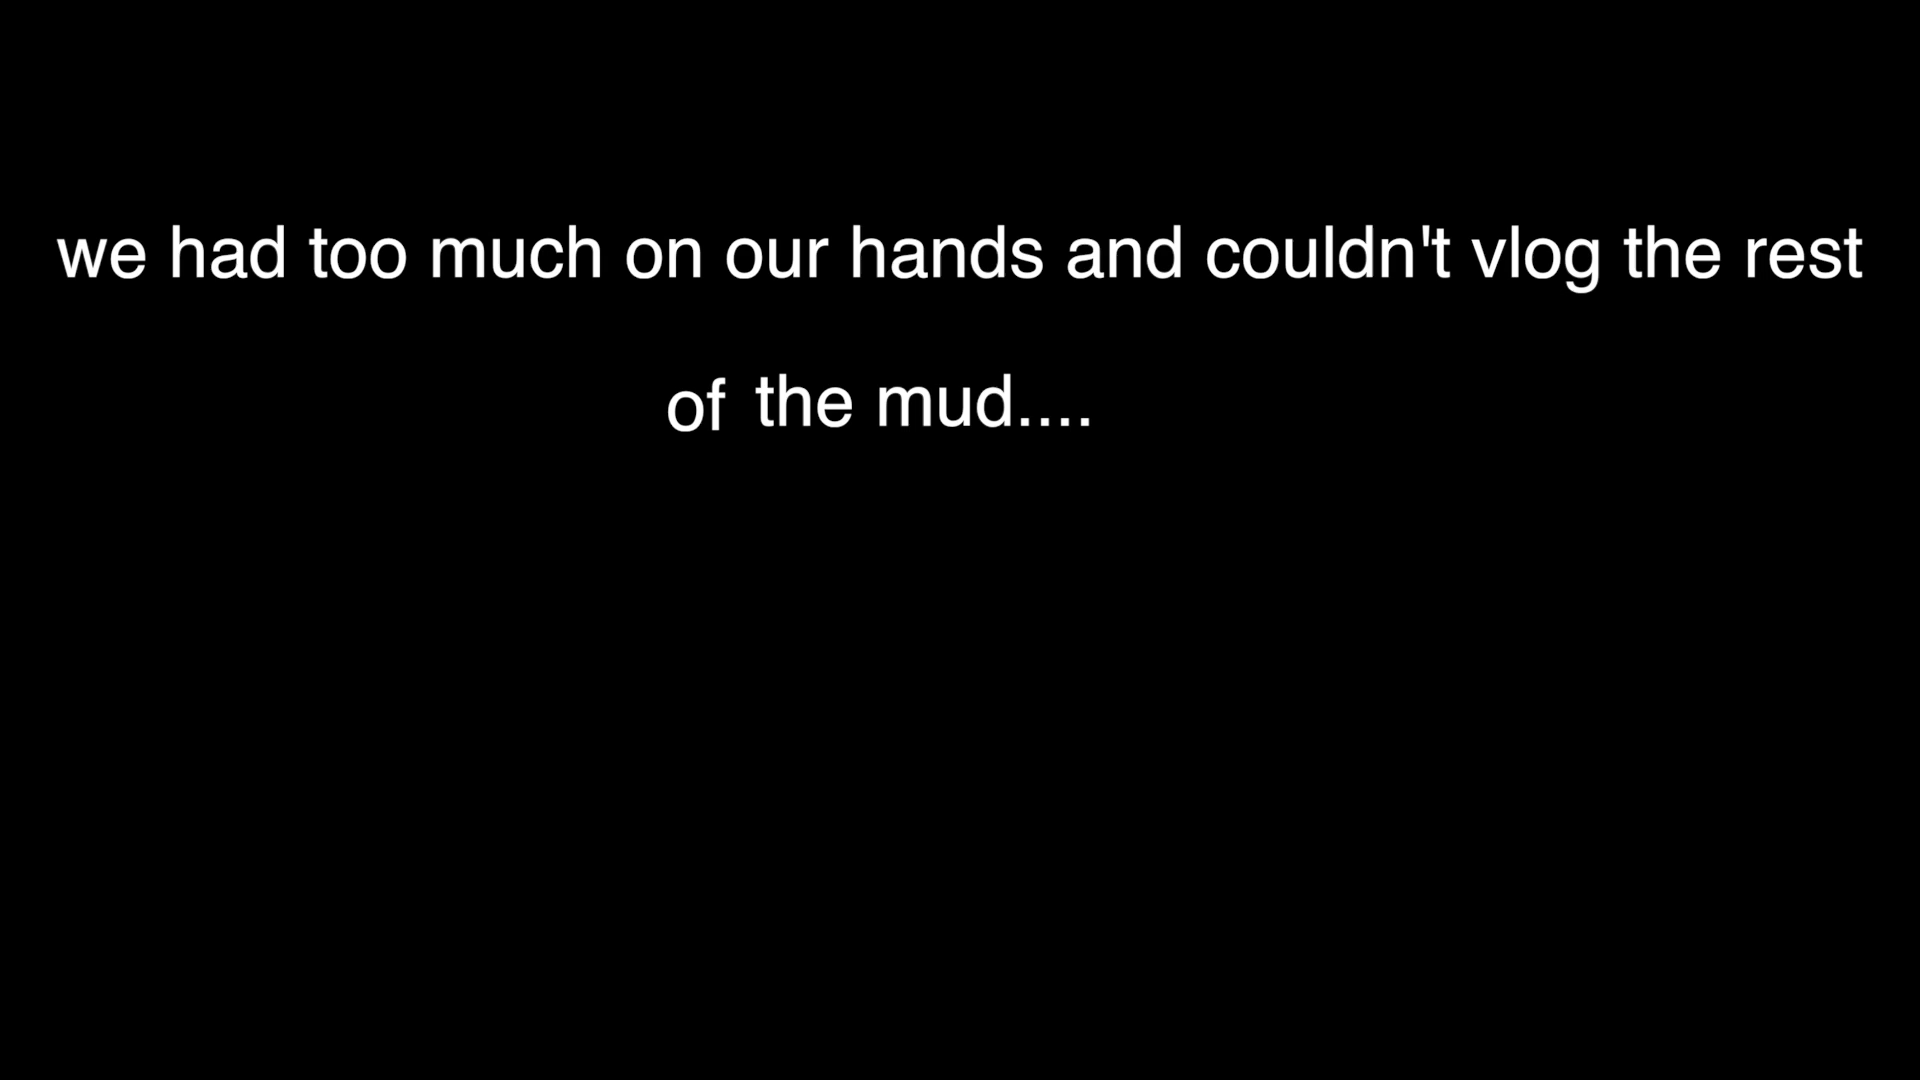 we had too much on our hands and couldn't vlog the rest
of the mud....